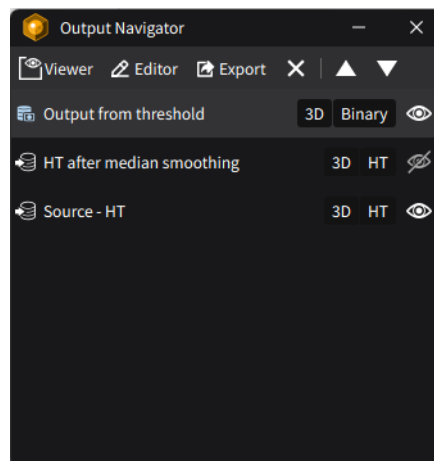 Output Navigator
Viewer Editor Export
Output from threshold 3D Binary
HT after median smoothing 3D HT
Source - HT 3D HT